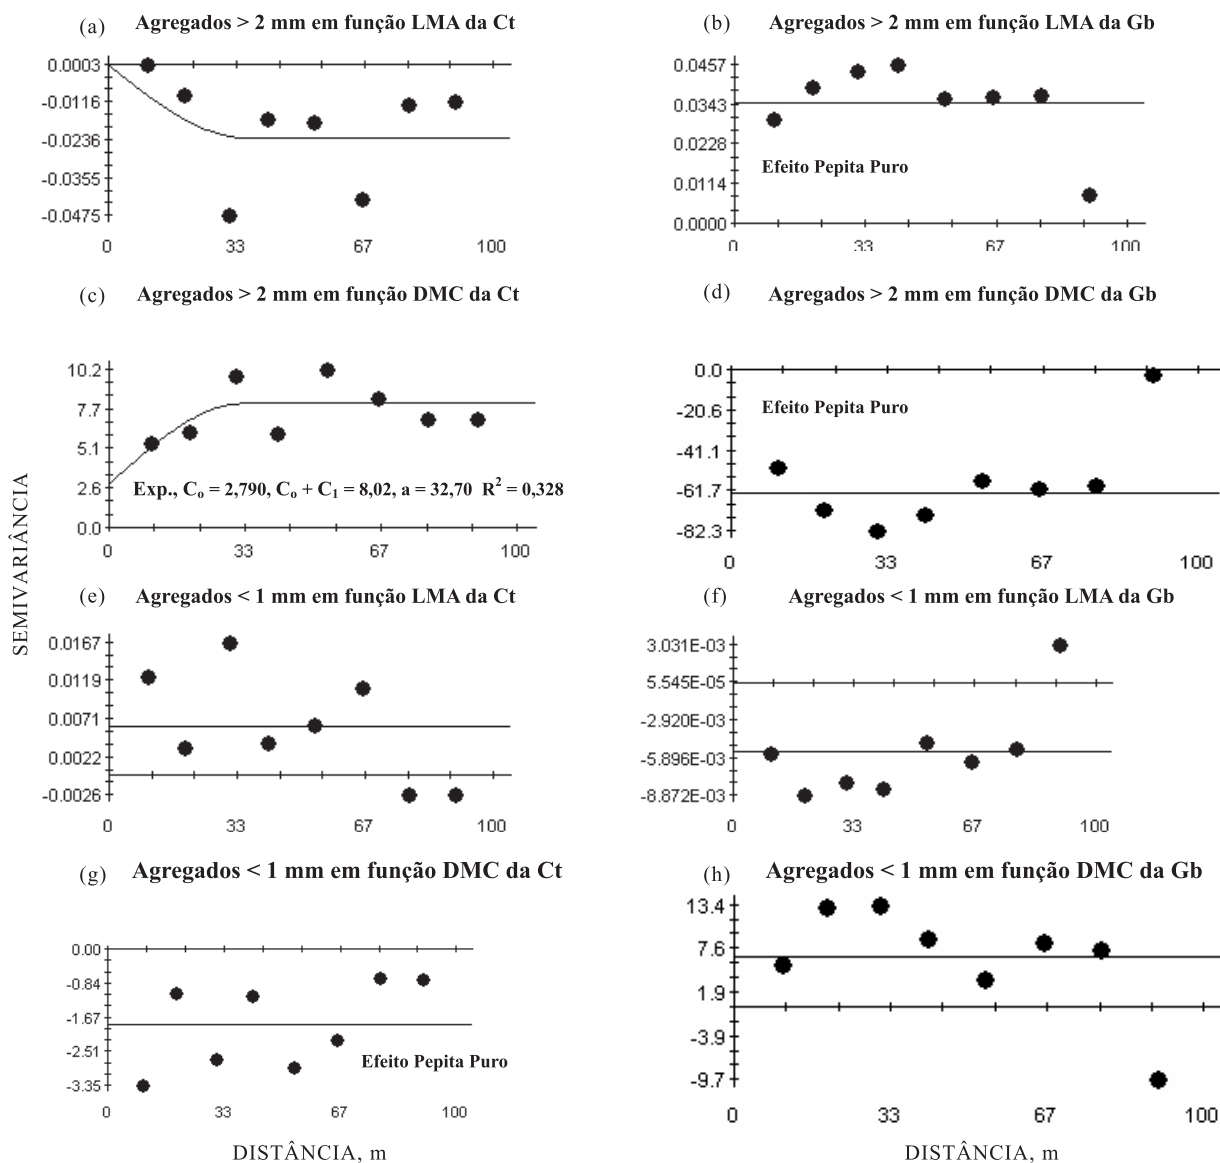 (a) Agregados > 2 mm em função LMA da Ct
0.0003
-0.0116
-0.0236
-0.0355
-0.0475
0 33 67 100
(b) Agregados > 2 mm em função LMA da Gb
0.0457
0.0343
0.0228
0.0114
0.0000
Efeito Pepita Puro
0 33 67 100
(c) Agregados > 2 mm em função DMC da Ct
10.2
7.7
5.1
2.6
0.0
Exp., Co = 2,790, Co + C1 = 8,02, a = 32,70 R² = 0,328
0 33 67 100
(d) Agregados > 2 mm em função DMC da Gb
0.0
-20.6
-41.1
-61.7
-82.3
Efeito Pepita Puro
0 33 67 100
SEMIVARIÂNCIA
(e) Agregados < 1 mm em função LMA da Ct
0.0167
0.0119
0.0071
0.0022
-0.0026
0 33 67 100
(f) Agregados < 1 mm em função LMA da Gb
3.031E-03
5.545E-05
-2.920E-03
-5.896E-03
-8.872E-03
0 33 67 100
(g) Agregados < 1 mm em função DMC da Ct
0.00
-0.84
-1.67
-2.51
-3.35
Efeito Pepita Puro
0 33 67 100
DISTÂNCIA, m
(h) Agregados < 1 mm em função DMC da Gb
13.4
7.6
1.9
-3.9
-9.7
0 33 67 100
DISTÂNCIA, m